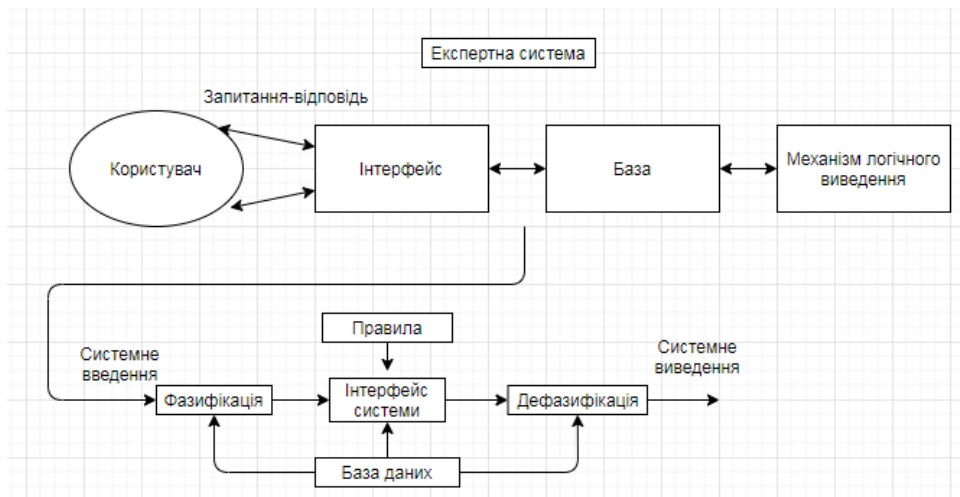 Експертна система
Запитання-відповідь
Користувач
Інтерфейс
База
Механізм логічного
виведення
Правила
Системне
введення
Системне
виведення
Фазифікація
Інтерфейс
системи
Дефазифікація
База даних